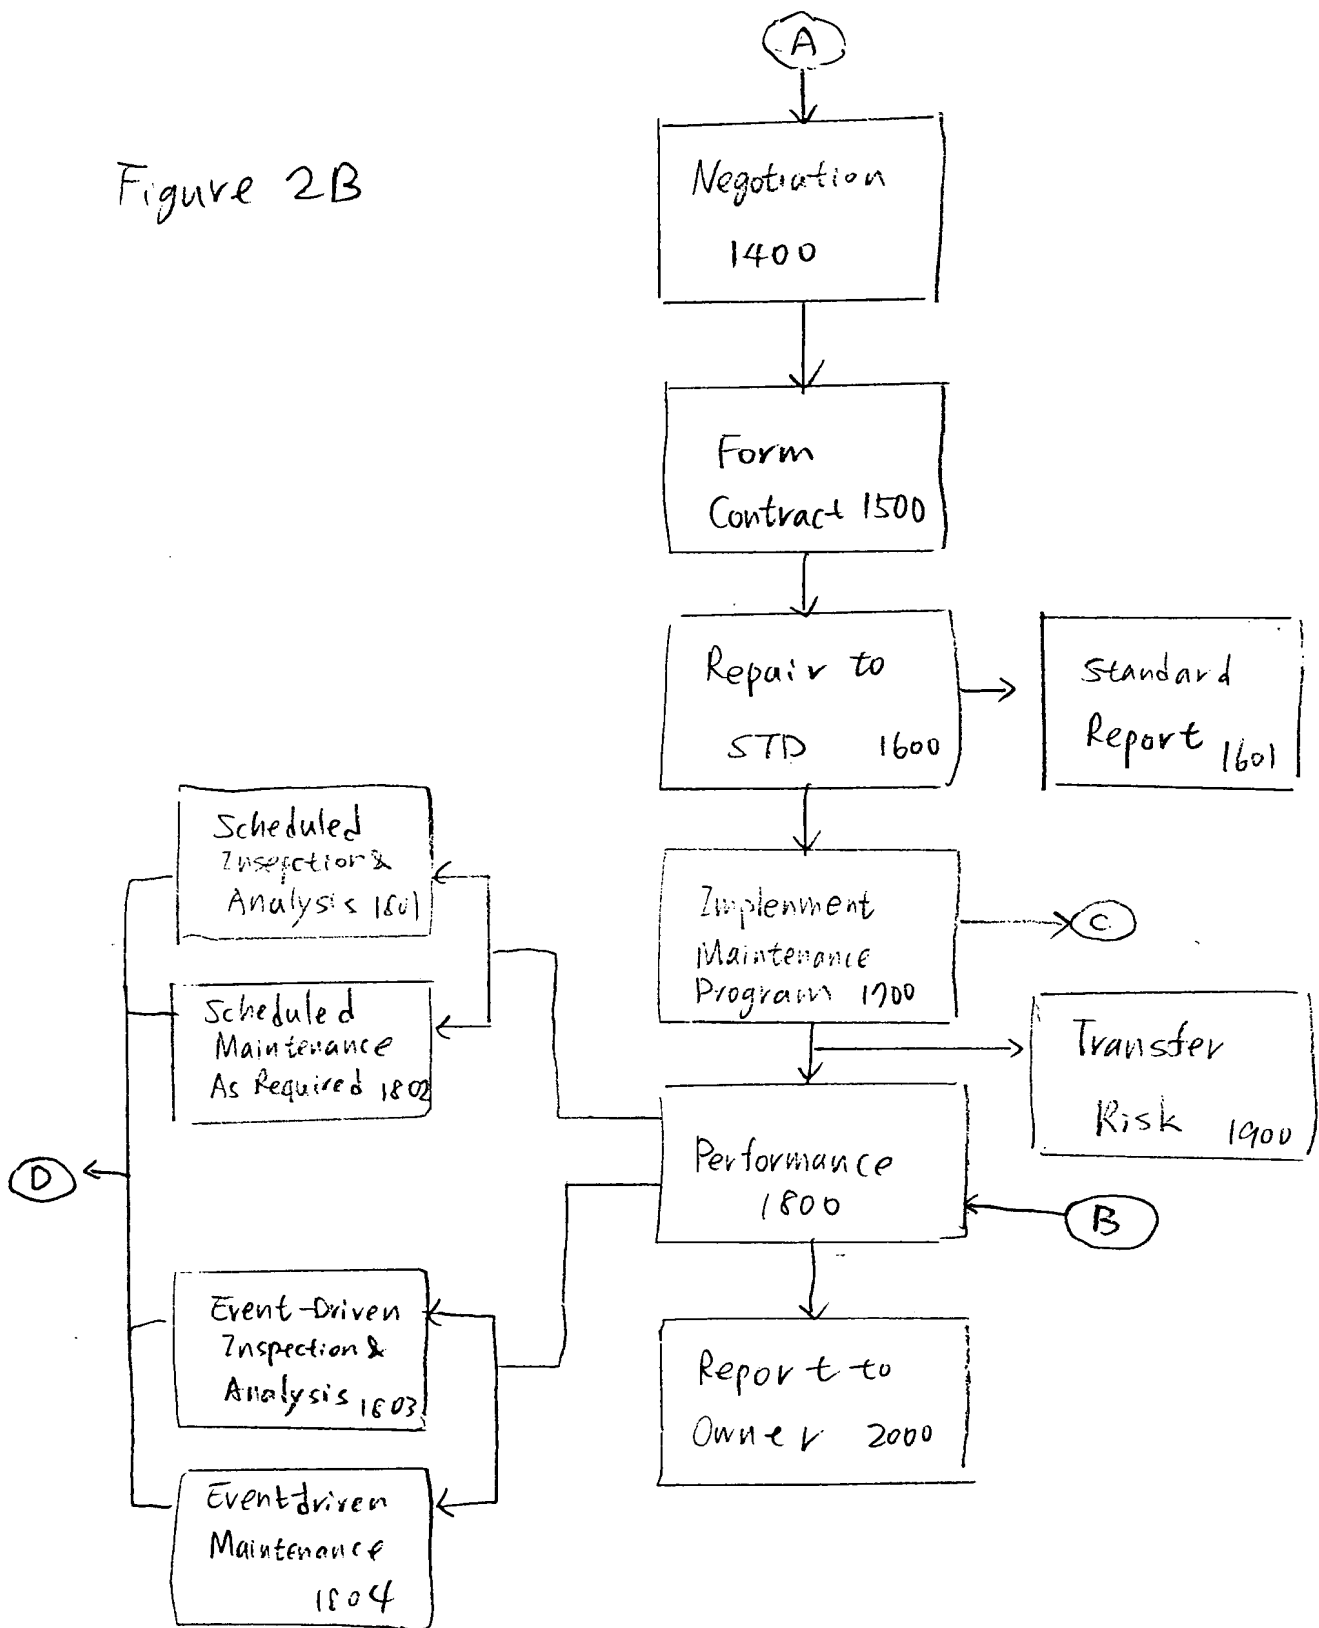 A
Figure 2B
Negotiation
1400
Form
Contract 1500
Repair to
STD 1600
Standard
Report 1601
Scheduled
Insepction &
Analysis 1801
Implenment
Maintenance
Program 1700
C
Scheduled
Maintenance
As Required 1802
Transfer
Risk 1900
D
Performance
1800
B
Event-Driven
Inspection &
Analysis 1803
Report to
Owner 2000
Event driven
Maintenance
1804